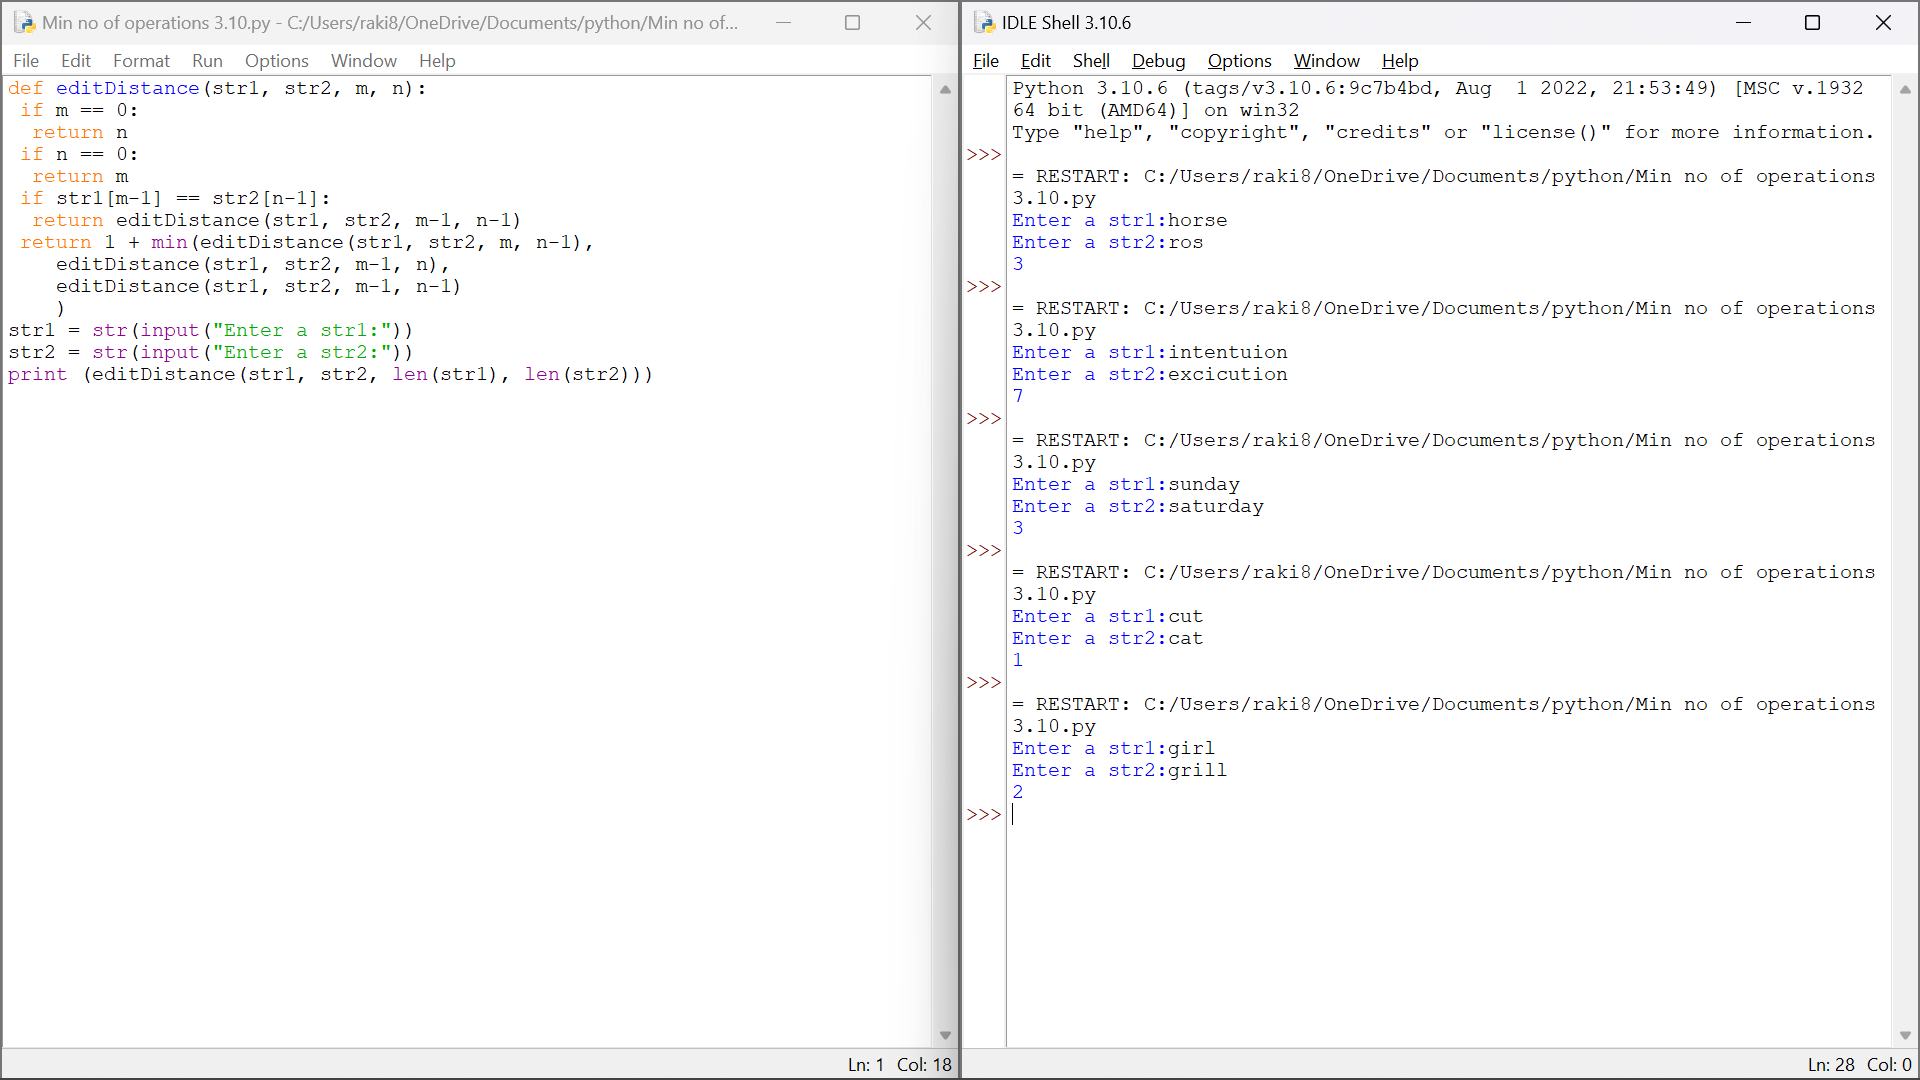 Min no of operations 3.10.py - C:/Users/raki8/OneDrive/Documents/python/Min no of...
File Edit Format Run Options Window Help
def editDistance(str1, str2, m, n):
 if m == 0:
  return n
 if n == 0:
  return m
 if str1[m-1] == str2[n-1]:
  return editDistance(str1, str2, m-1, n-1)
 return 1 + min(editDistance(str1, str2, m, n-1),
    editDistance(str1, str2, m-1, n),
    editDistance(str1, str2, m-1, n-1)
    )
str1 = str(input("Enter a str1:"))
str2 = str(input("Enter a str2:"))
print (editDistance(str1, str2, len(str1), len(str2)))
Ln: 1 Col: 18
IDLE Shell 3.10.6
File Edit Shell Debug Options Window Help
Python 3.10.6 (tags/v3.10.6:9c7b4bd, Aug  1 2022, 21:53:49) [MSC v.1932
64 bit (AMD64)] on win32
Type "help", "copyright", "credits" or "license()" for more information.
>>>
= RESTART: C:/Users/raki8/OneDrive/Documents/python/Min no of operations
3.10.py
Enter a str1:horse
Enter a str2:ros
3
>>>
= RESTART: C:/Users/raki8/OneDrive/Documents/python/Min no of operations
3.10.py
Enter a str1:intentuion
Enter a str2:excicution
7
>>>
= RESTART: C:/Users/raki8/OneDrive/Documents/python/Min no of operations
3.10.py
Enter a str1:sunday
Enter a str2:saturday
3
>>>
= RESTART: C:/Users/raki8/OneDrive/Documents/python/Min no of operations
3.10.py
Enter a str1:cut
Enter a str2:cat
1
>>>
= RESTART: C:/Users/raki8/OneDrive/Documents/python/Min no of operations
3.10.py
Enter a str1:girl
Enter a str2:grill
2
>>>
Ln: 28 Col: 0